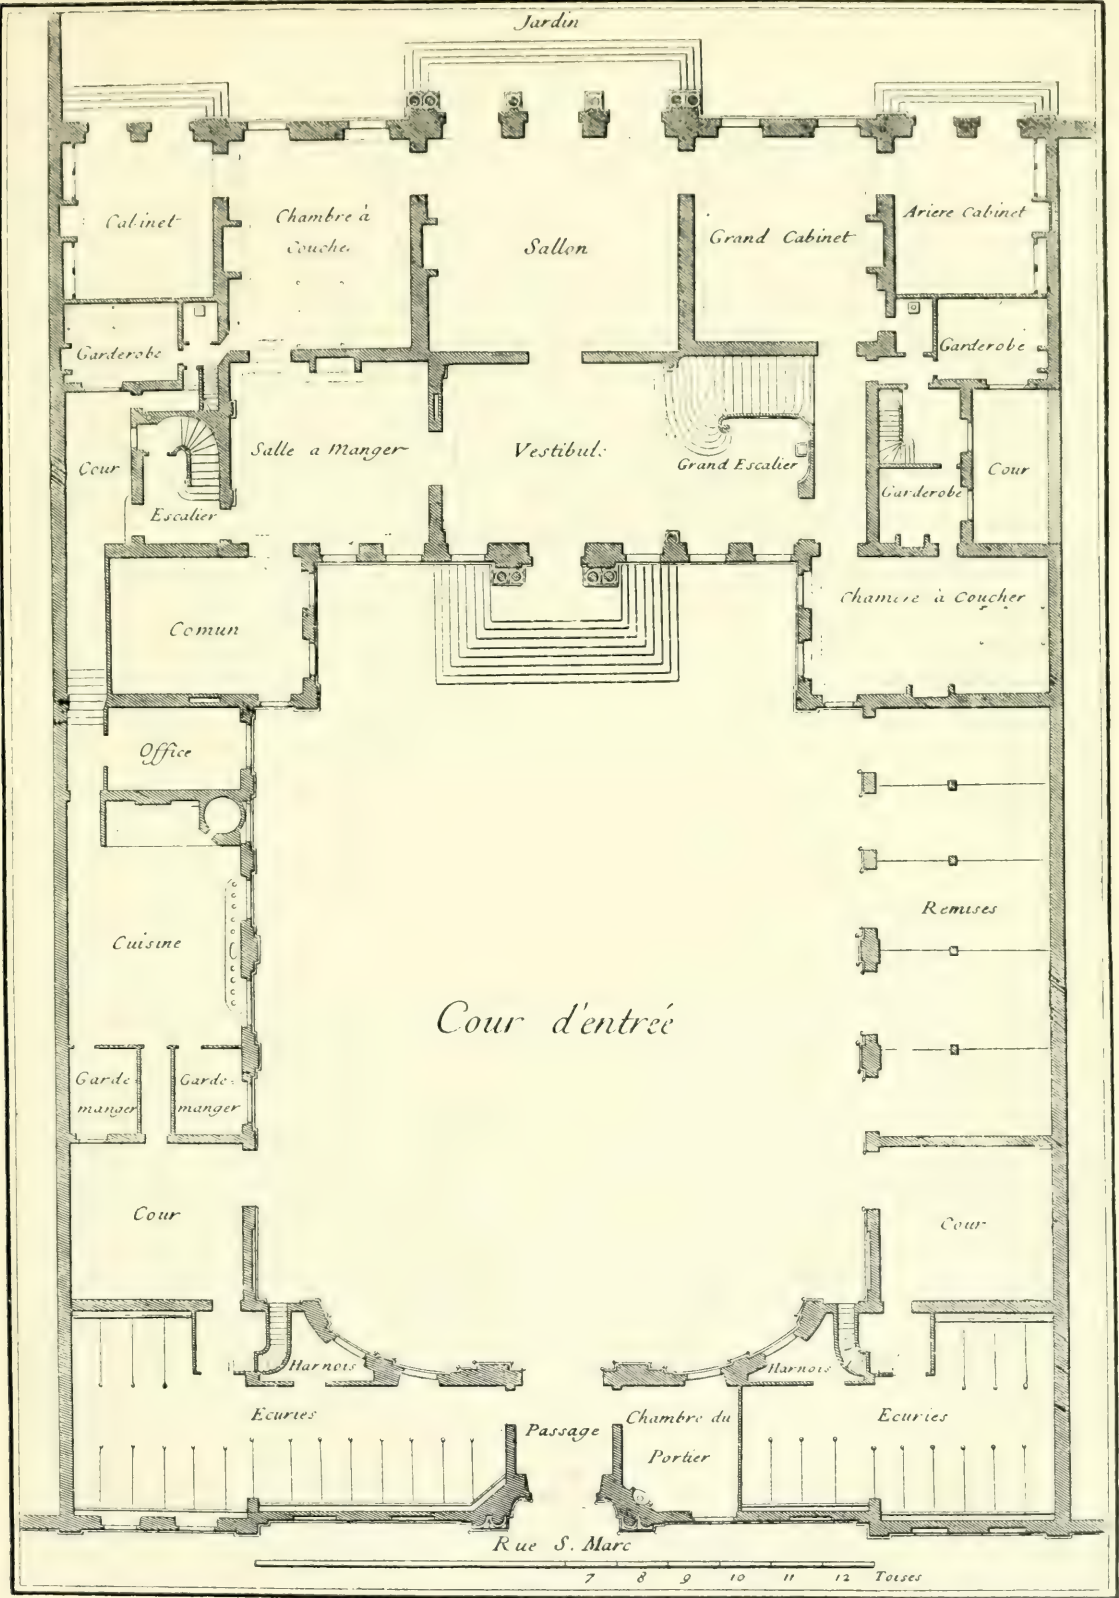 Jardin
Cabinet
Chambre à
Couche
Sallon
Grand Cabinet
Ariere Cabinet
Garderobe
Garderobe
Cour
Salle a Manger
Vestibule
Grand Escalier
Garderobe
Cour
Escalier
Comun
Chambre à Coucher
Office
Cuisine
Remises
Cour d'entrée
Garde
manger
Garde
manger
Cour
Cour
Harnois
Harnois
Ecuries
Passage
Chambre du
Portier
Ecuries
Rue S. Marc
7 8 9 10 11 12 Toises